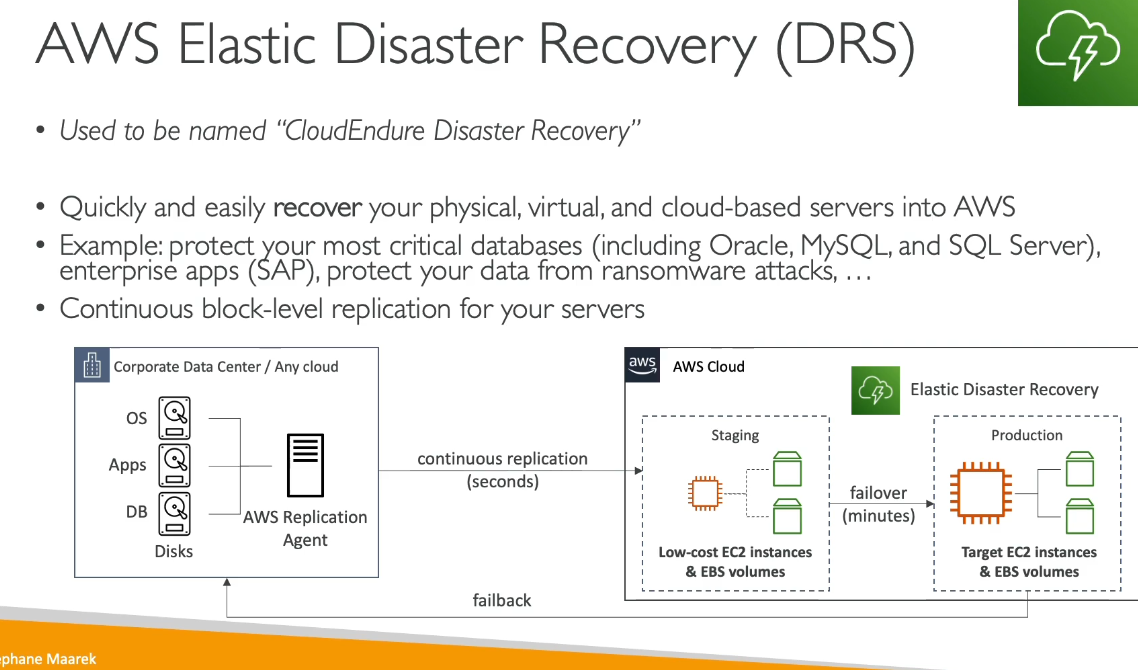 AWS Elastic Disaster Recovery (DRS)
• Used to be named “CloudEndure Disaster Recovery”
• Quickly and easily recover your physical, virtual, and cloud-based servers into AWS
• Example: protect your most critical databases (including Oracle, MySQL, and SQL Server),
enterprise apps (SAP), protect your data from ransomware attacks, …
• Continuous block-level replication for your servers
Corporate Data Center / Any cloud
OS
Apps
DB
Disks
AWS Replication
Agent
continuous replication
(seconds)
aws
AWS Cloud
Elastic Disaster Recovery
Staging
Low-cost EC2 instances
& EBS volumes
failover
(minutes)
Production
Target EC2 instances
& EBS volumes
failback
ephane Maarek